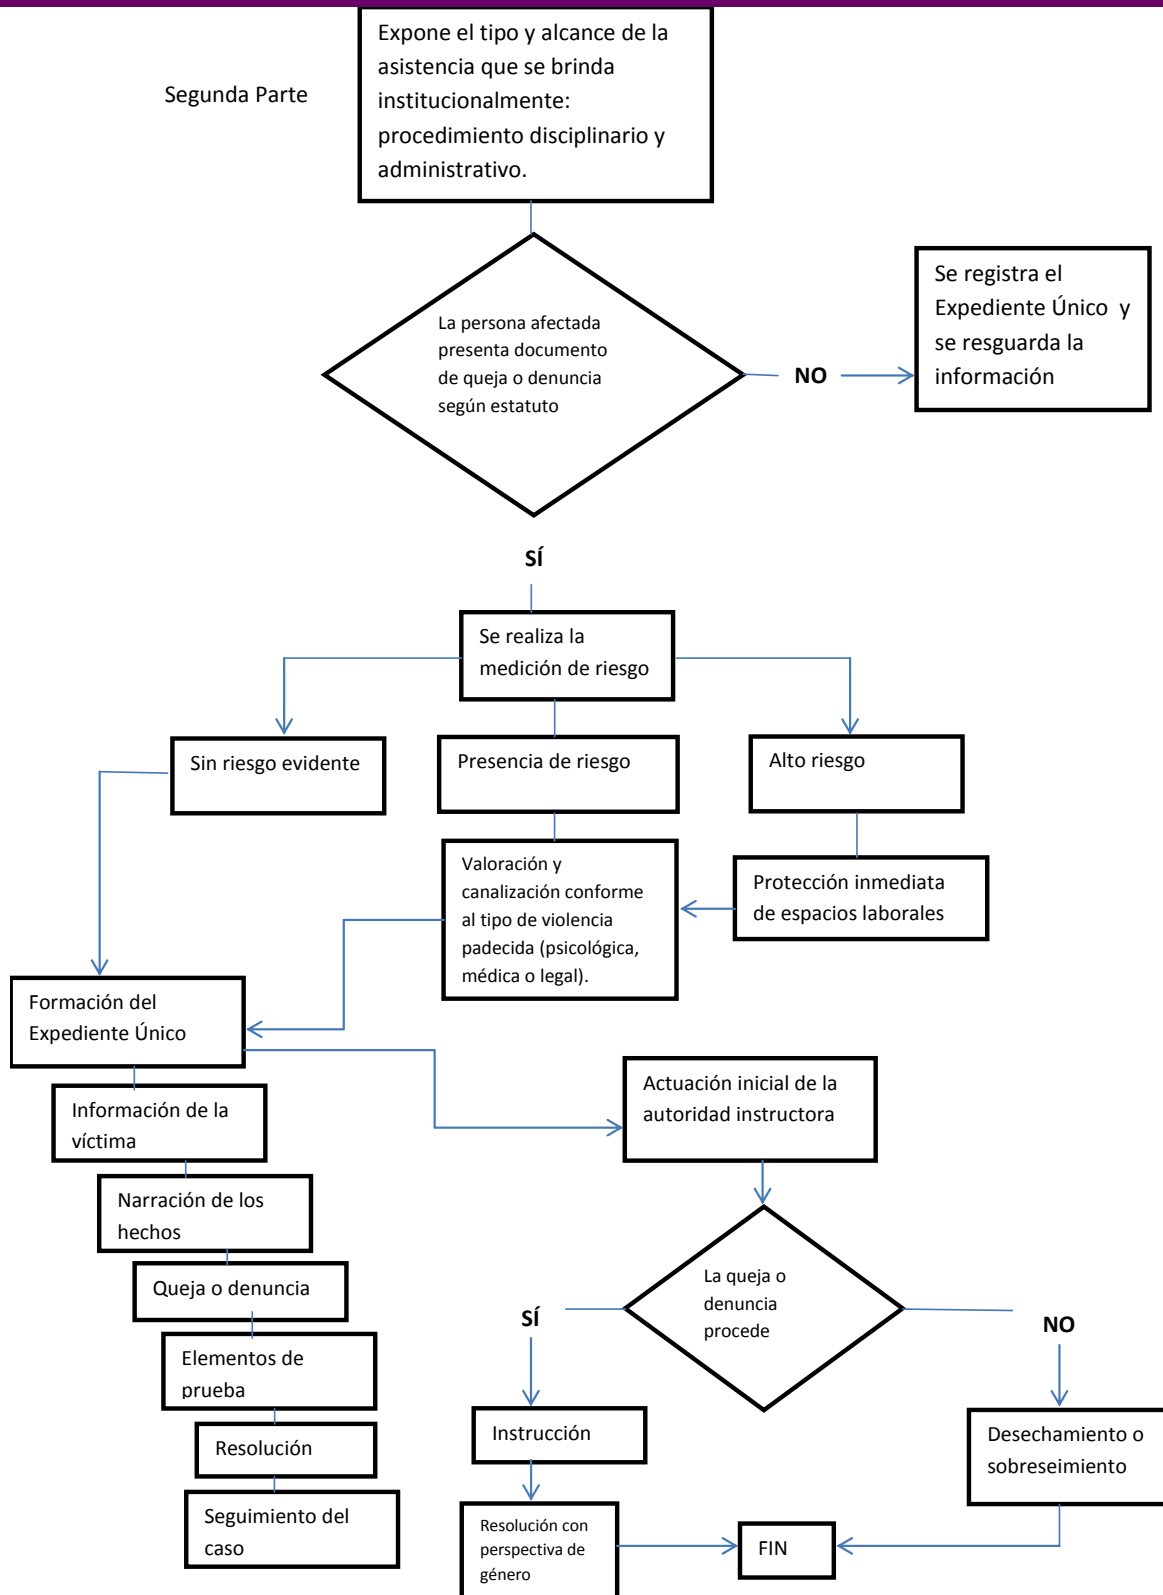 Expone el tipo y alcance de la
asistencia que se brinda
institucionalmente:
procedimiento disciplinario y
administrativo.
Segunda Parte
La persona afectada
presenta documento
de queja o denuncia
según estatuto
NO
Se registra el
Expediente Único y
se resguarda la
información
SÍ
Se realiza la
medición de riesgo
Sin riesgo evidente
Presencia de riesgo
Alto riesgo
Valoración y
canalización conforme
al tipo de violencia
padecida (psicológica,
médica o legal).
Protección inmediata
de espacios laborales
Formación del
Expediente Único
Información de la
víctima
Narración de los
hechos
Queja o denuncia
Elementos de
prueba
Resolución
Seguimiento del
caso
Actuación inicial de la
autoridad instructora
La queja o
denuncia
procede
SÍ
NO
Instrucción
Desechamiento o
sobreseimiento
Resolución con
perspectiva de
género
FIN